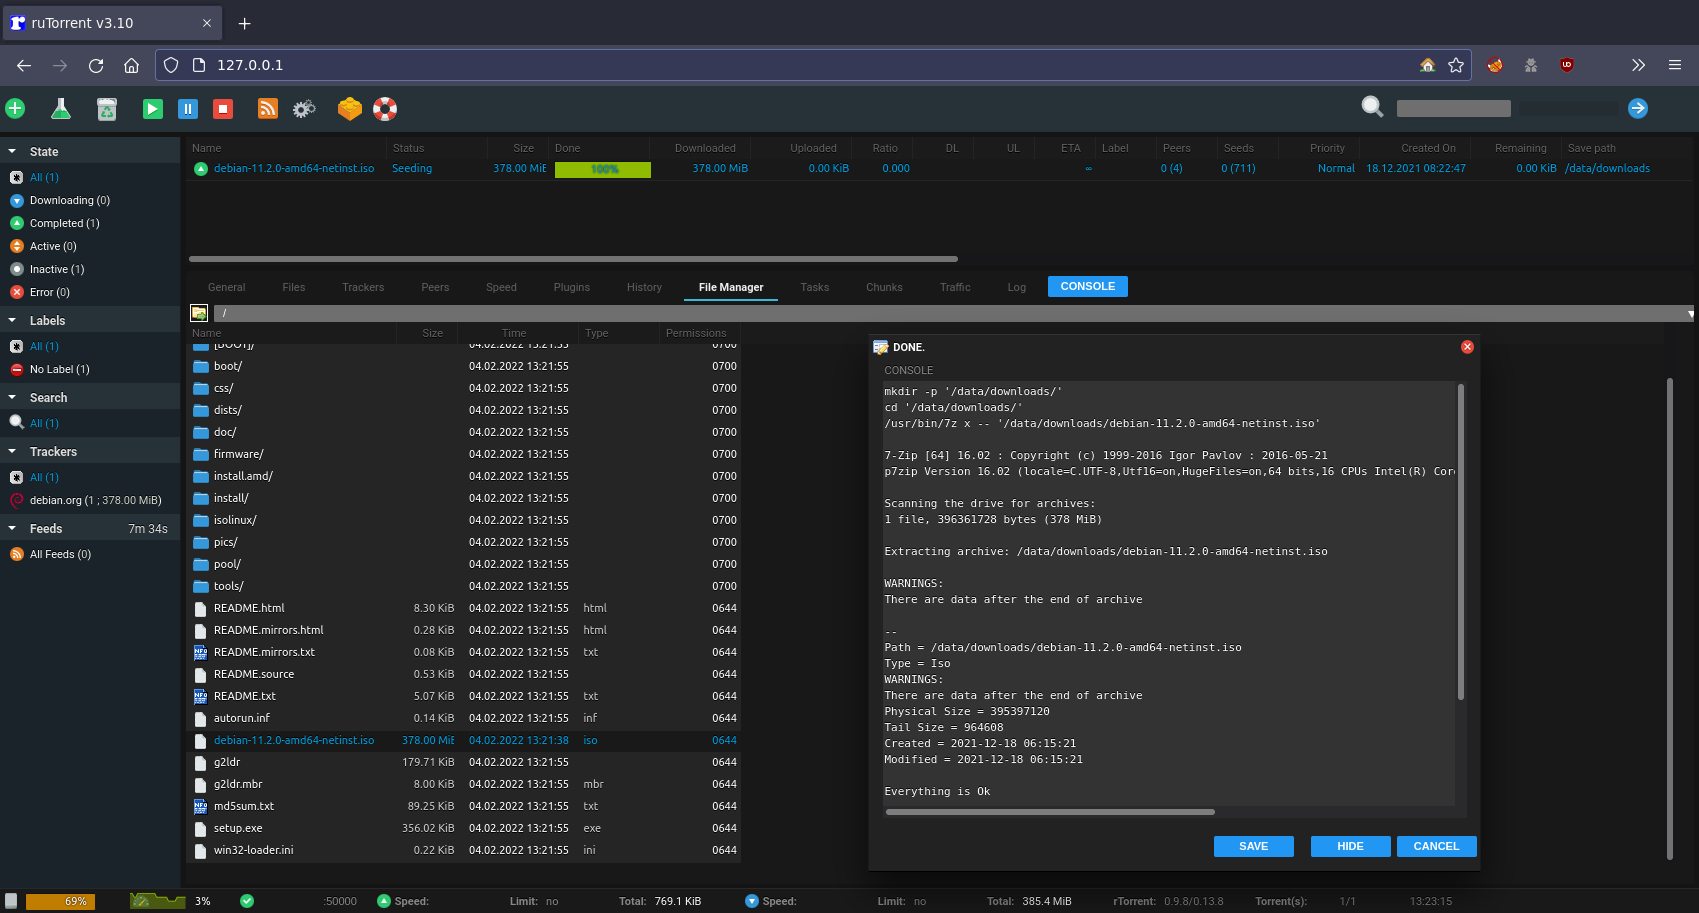 ruTorrent v3.10
127.0.0.1
State
All (1)
Downloading (0)
Completed (1)
Active (0)
Inactive (1)
Error (0)
Labels
All (1)
No Label (1)
Search
All (1)
Trackers
All (1)
debian.org (1 ; 378.00 MiB)
Feeds 7m 34s
All Feeds (0)
Name Status Size Done Downloaded Uploaded Ratio DL UL ETA Label Peers Seeds Priority Created On Remaining Save path
debian-11.2.0-amd64-netinst.iso Seeding 378.00 MiB 100% 378.00 MiB 0.00 KiB 0.000 ∞ 0 (4) 0 (711) Normal 18.12.2021 08:22:47 0.00 KiB /data/downloads
General Files Trackers Peers Speed Plugins History File Manager Tasks Chunks Traffic Log CONSOLE
/
Name Size Time Type Permissions
[BOOT]/ 04.02.2022 13:21:55 0700
boot/ 04.02.2022 13:21:55 0700
css/ 04.02.2022 13:21:55 0700
dists/ 04.02.2022 13:21:55 0700
doc/ 04.02.2022 13:21:55 0700
firmware/ 04.02.2022 13:21:55 0700
install.amd/ 04.02.2022 13:21:55 0700
install/ 04.02.2022 13:21:55 0700
isolinux/ 04.02.2022 13:21:55 0700
pics/ 04.02.2022 13:21:55 0700
pool/ 04.02.2022 13:21:55 0700
tools/ 04.02.2022 13:21:55 0700
README.html 8.30 KiB 04.02.2022 13:21:55 html 0644
README.mirrors.html 0.28 KiB 04.02.2022 13:21:55 html 0644
README.mirrors.txt 0.08 KiB 04.02.2022 13:21:55 txt 0644
README.source 0.53 KiB 04.02.2022 13:21:55 0644
README.txt 5.07 KiB 04.02.2022 13:21:55 txt 0644
autorun.inf 0.14 KiB 04.02.2022 13:21:55 inf 0644
debian-11.2.0-amd64-netinst.iso 378.00 MiB 04.02.2022 13:21:38 iso 0644
g2ldr 179.71 KiB 04.02.2022 13:21:55 0644
g2ldr.mbr 8.00 KiB 04.02.2022 13:21:55 mbr 0644
md5sum.txt 89.25 KiB 04.02.2022 13:21:55 txt 0644
setup.exe 356.02 KiB 04.02.2022 13:21:55 exe 0644
win32-loader.ini 0.22 KiB 04.02.2022 13:21:55 ini 0644
DONE.
CONSOLE
mkdir -p '/data/downloads/'
cd '/data/downloads/'
/usr/bin/7z x -- '/data/downloads/debian-11.2.0-amd64-netinst.iso'
7-Zip [64] 16.02 : Copyright (c) 1999-2016 Igor Pavlov : 2016-05-21
p7zip Version 16.02 (locale=C.UTF-8,Utf16=on,HugeFiles=on,64 bits,16 CPUs Intel(R) Core
Scanning the drive for archives:
1 file, 396361728 bytes (378 MiB)
Extracting archive: /data/downloads/debian-11.2.0-amd64-netinst.iso
WARNINGS:
There are data after the end of archive
--
Path = /data/downloads/debian-11.2.0-amd64-netinst.iso
Type = Iso
WARNINGS:
There are data after the end of archive
Physical Size = 395397120
Tail Size = 964608
Created = 2021-12-18 06:15:21
Modified = 2021-12-18 06:15:21
Everything is Ok
SAVE HIDE CANCEL
69% 3% :50000 Speed: Limit: no Total: 769.1 KiB Speed: Limit: no Total: 385.4 MiB rTorrent: 0.9.8/0.13.8 Torrent(s): 1/1 13:23:15